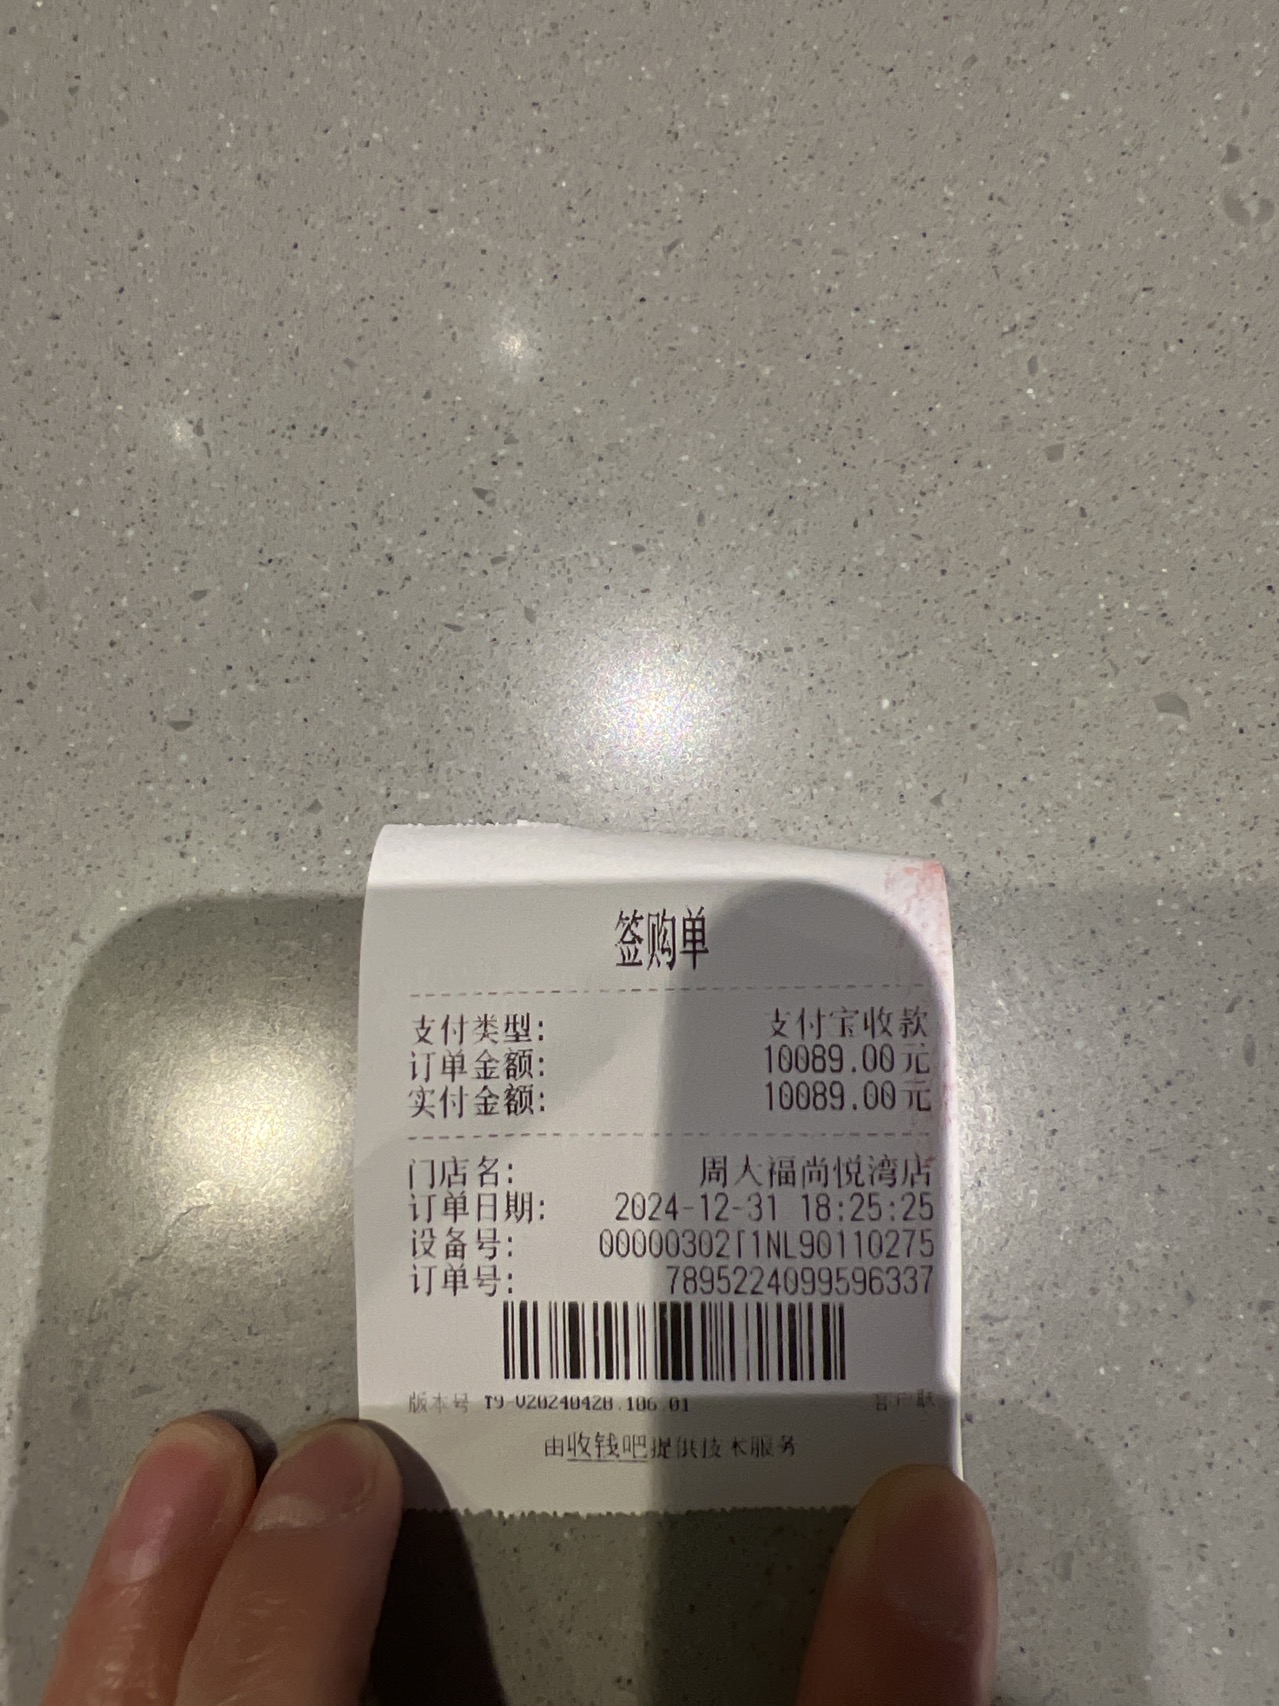 签购单
支付类型: 支付宝收款
订单金额: 10089.00元
实付金额: 10089.00元
门店名: 周大福尚悦湾店
订单日期: 2024-12-31 18:25:25
设备号: 00000302T1NL90110275
订单号: 7895224099596337
版本号 T9-V20240428.106.01 客户联
由收钱吧提供技术服务